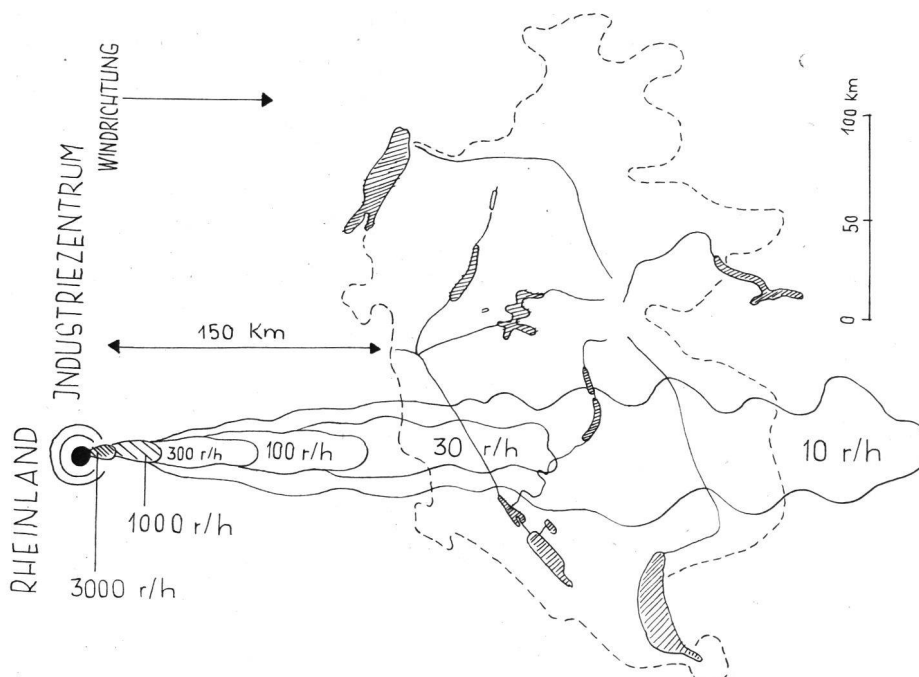 RHEINLAND JNDUSTRIEZENTRUM
WINDRICHTUNG
150 Km
100 Km
50
0
300 r/h
100 r/h
30 r/h
10 r/h
1000 r/h
3000 r/h